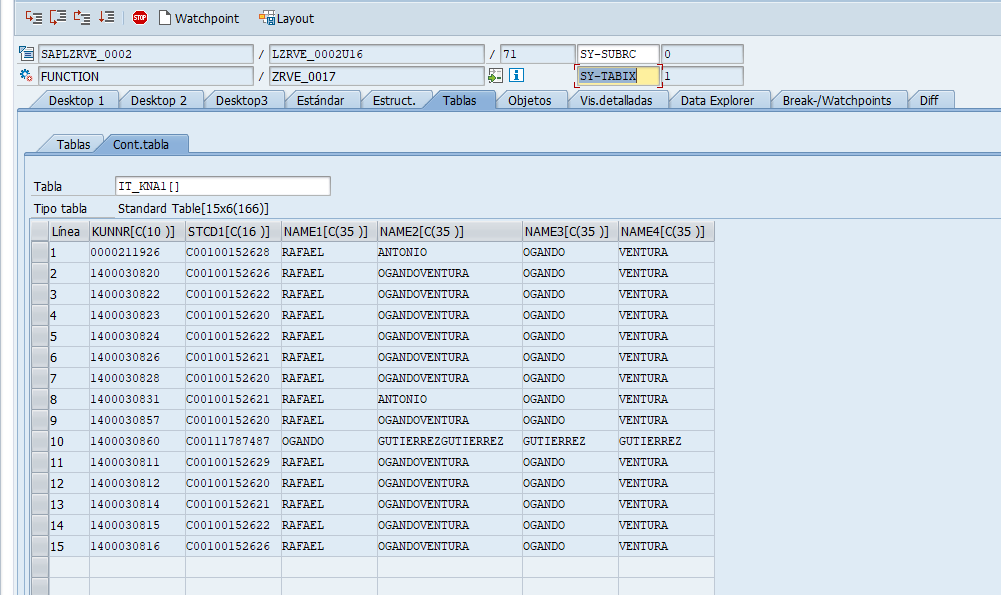 Watchpoint Layout
SAPLZRVE_0002 / LZRVE_0002U16 / 71 SY-SUBRC 0
FUNCTION / ZRVE_0017 SY-TABIX 1
Desktop 1 Desktop 2 Desktop3 Estándar Estruct. Tablas Objetos Vis.detalladas Data Explorer Break-/Watchpoints Diff
Tablas Cont.tabla
Tabla IT_KNA1[]
Tipo tabla Standard Table[15x6(166)]
Línea KUNNR[C(10 )] STCD1[C(16 )] NAME1[C(35 )] NAME2[C(35 )] NAME3[C(35 )] NAME4[C(35 )]
1 0000211926 C00100152628 RAFAEL ANTONIO OGANDO VENTURA
2 1400030820 C00100152626 RAFAEL OGANDOVENTURA OGANDO VENTURA
3 1400030822 C00100152622 RAFAEL OGANDOVENTURA OGANDO VENTURA
4 1400030823 C00100152620 RAFAEL OGANDOVENTURA OGANDO VENTURA
5 1400030824 C00100152622 RAFAEL OGANDOVENTURA OGANDO VENTURA
6 1400030826 C00100152621 RAFAEL OGANDOVENTURA OGANDO VENTURA
7 1400030828 C00100152620 RAFAEL OGANDOVENTURA OGANDO VENTURA
8 1400030831 C00100152621 RAFAEL ANTONIO OGANDO VENTURA
9 1400030857 C00100152620 RAFAEL OGANDOVENTURA OGANDO VENTURA
10 1400030860 C00111787487 OGANDO GUTIERREZGUTIERREZ GUTIERREZ GUTIERREZ
11 1400030811 C00100152629 RAFAEL OGANDOVENTURA OGANDO VENTURA
12 1400030812 C00100152620 RAFAEL OGANDOVENTURA OGANDO VENTURA
13 1400030814 C00100152621 RAFAEL OGANDOVENTURA OGANDO VENTURA
14 1400030815 C00100152622 RAFAEL OGANDOVENTURA OGANDO VENTURA
15 1400030816 C00100152626 RAFAEL OGANDOVENTURA OGANDO VENTURA